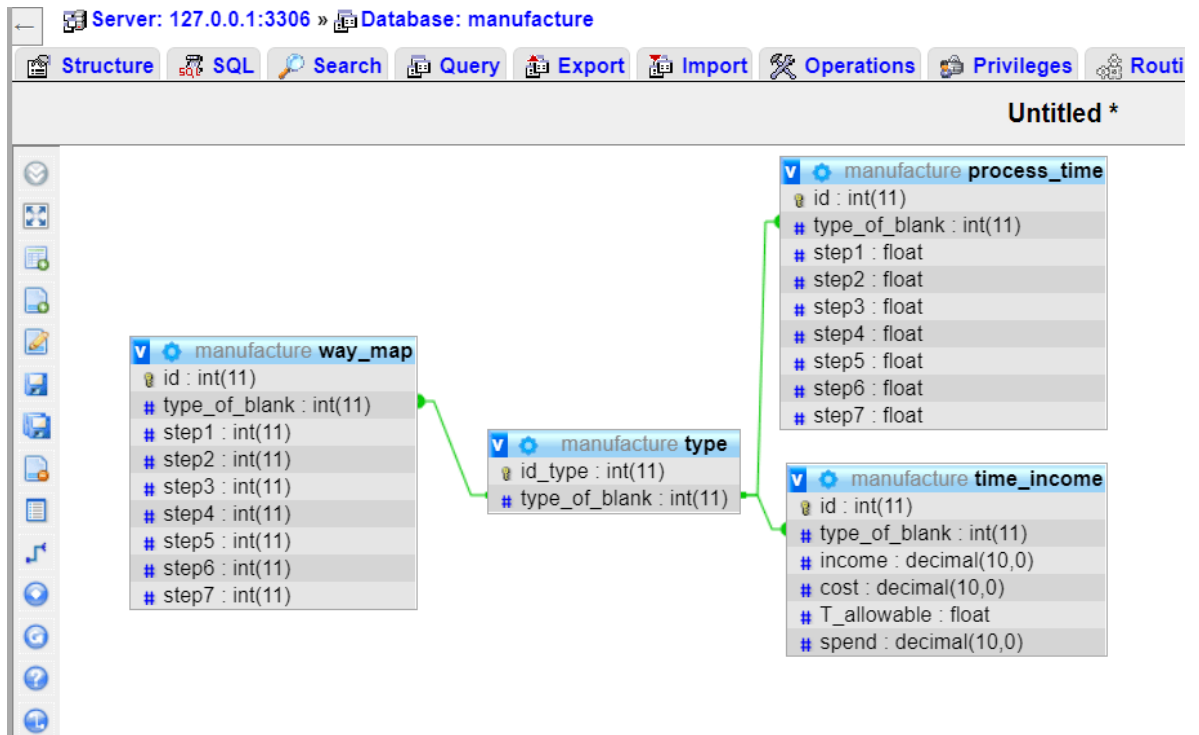 ← Server: 127.0.0.1:3306 » Database: manufacture
Structure SQL Search Query Export Import Operations Privileges Routi
Untitled *
v manufacture process_time
id : int(11)
# type_of_blank : int(11)
# step1 : float
# step2 : float
# step3 : float
# step4 : float
# step5 : float
# step6 : float
# step7 : float
v manufacture way_map
id : int(11)
# type_of_blank : int(11)
# step1 : int(11)
# step2 : int(11)
# step3 : int(11)
# step4 : int(11)
# step5 : int(11)
# step6 : int(11)
# step7 : int(11)
v manufacture type
id_type : int(11)
# type_of_blank : int(11)
v manufacture time_income
id : int(11)
# type_of_blank : int(11)
# income : decimal(10,0)
# cost : decimal(10,0)
# T_allowable : float
# spend : decimal(10,0)